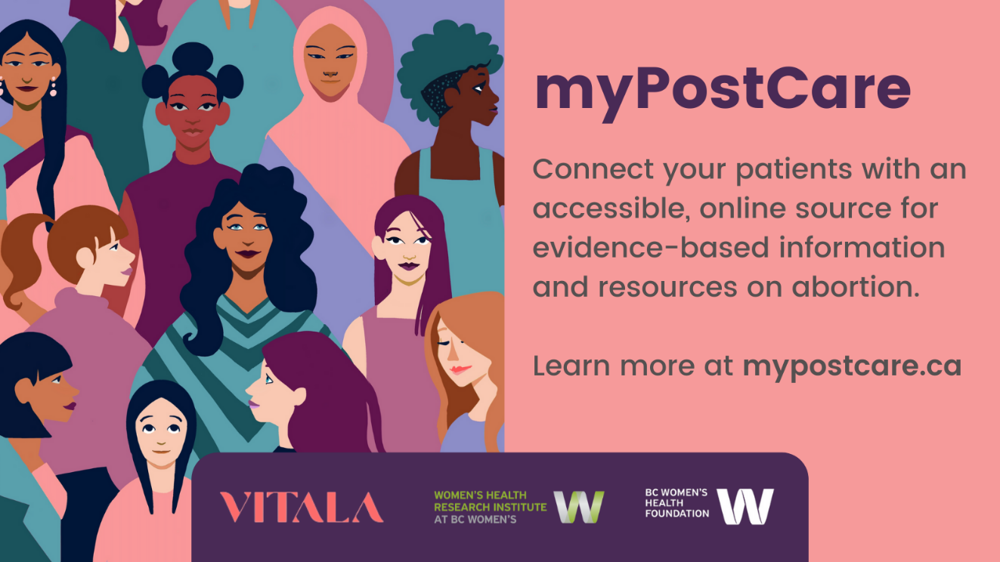 myPostCare
Connect your patients with an
accessible, online source for
evidence-based information
and resources on abortion.
Learn more at mypostcare.ca
VITALA
WOMEN'S HEALTH
RESEARCH INSTITUTE
AT BC WOMEN'S
W
BC WOMEN'S
HEALTH
FOUNDATION
W